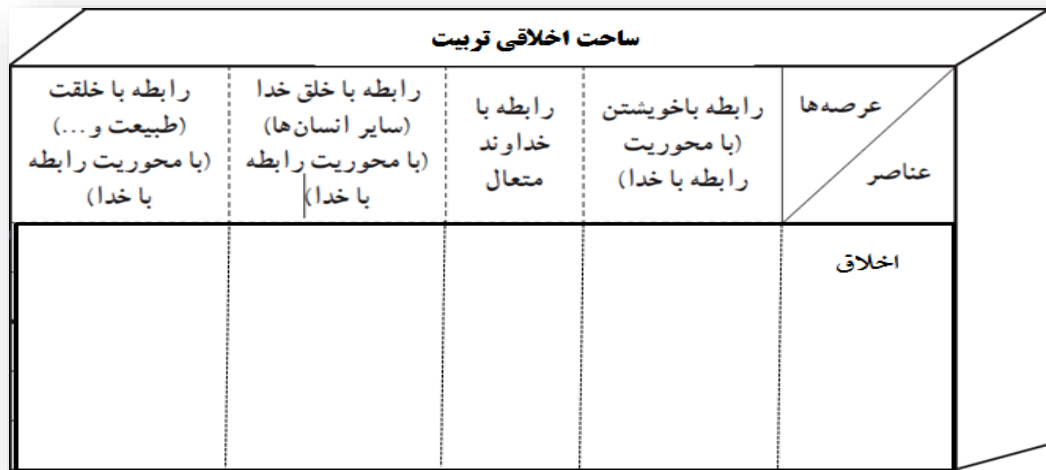 ساحت اخلاقی تربیت
عرصه‌ها
عناصر
رابطه باخویشتن
(با محوریت
رابطه با خدا)
رابطه با
خداوند
متعال
رابطه با خلق خدا
(سایر انسان‌ها)
(با محوریت رابطه
با خدا)
رابطه با خلقت
(طبیعت و...)
(با محوریت رابطه
با خدا)
اخلاق